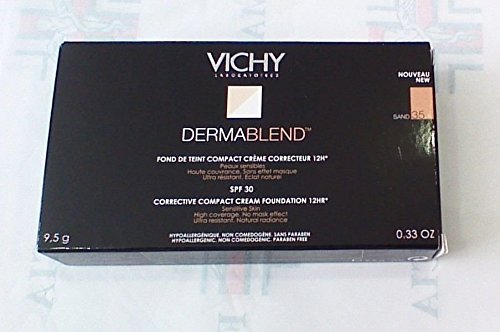 VICHY
LABORATOIRES
NOUVEAU
NEW
SAND 35
DERMABLEND™
FOND DE TEINT COMPACT CRÈME CORRECTEUR 12H*
Peaux sensibles
Haute couvrance. Sans effet masque
Ultra résistant. Eclat naturel
SPF 30
CORRECTIVE COMPACT CREAM FOUNDATION 12HR*
Sensitive Skin
High coverage. No mask effect
Ultra resistant. Natural radiance
HYPOALLERGÉNIQUE. NON COMEDOGÈNE. SANS PARABEN
HYPOALLERGENIC. NON COMEDOGENIC. PARABEN FREE
9,5 g
0.33 OZ